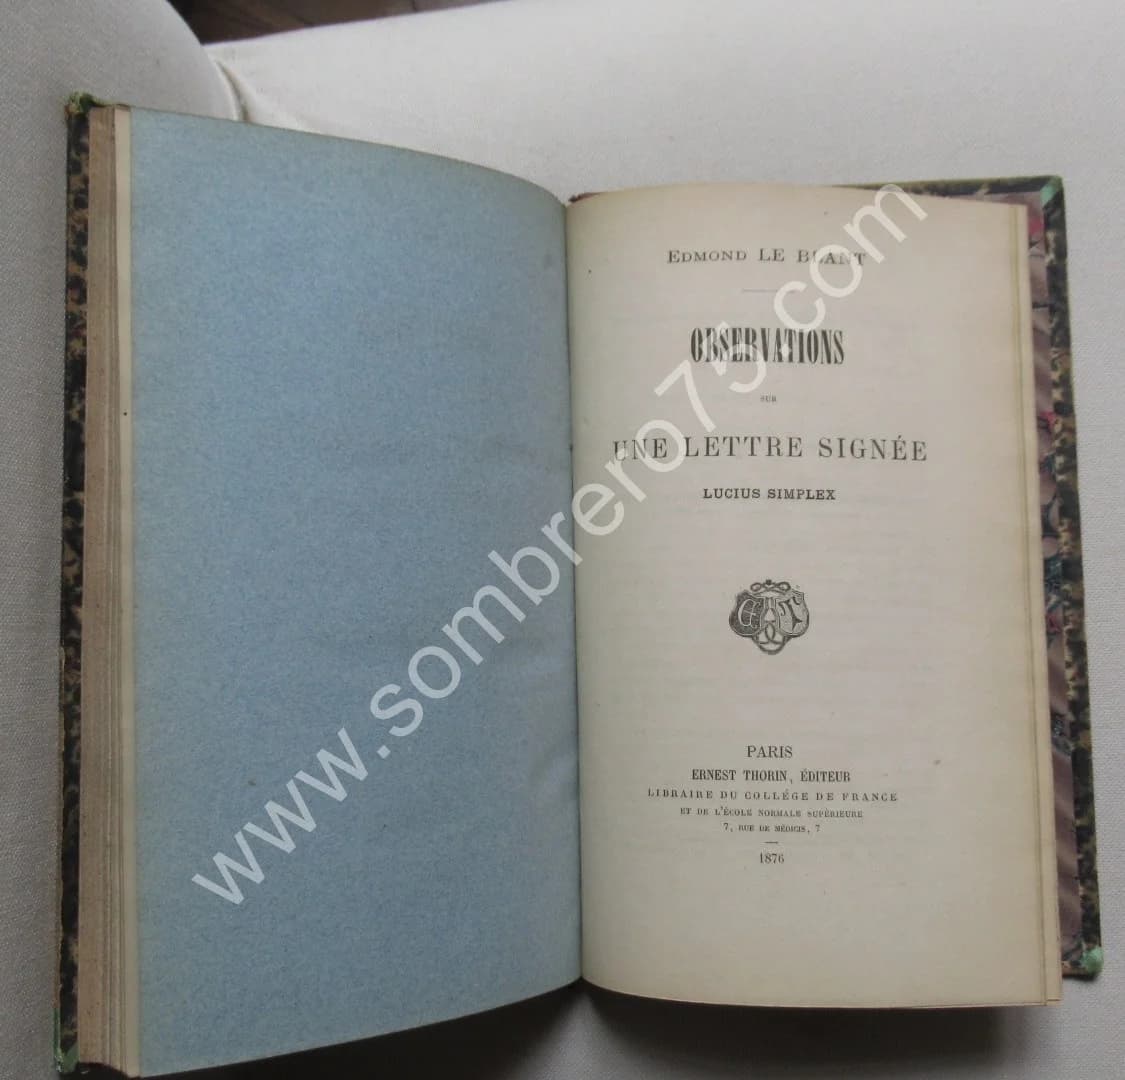 Edmond LE BLANT
OBSERVATIONS
SUR
UNE LETTRE SIGNÉE
LUCIUS SIMPLEX
E T
PARIS
ERNEST THORIN, ÉDITEUR
LIBRAIRE DU COLLÉGE DE FRANCE
ET DE L'ÉCOLE NORMALE SUPÉRIEURE
7, RUE DE MÉDICIS, 7
1876
www.sombrero75.com